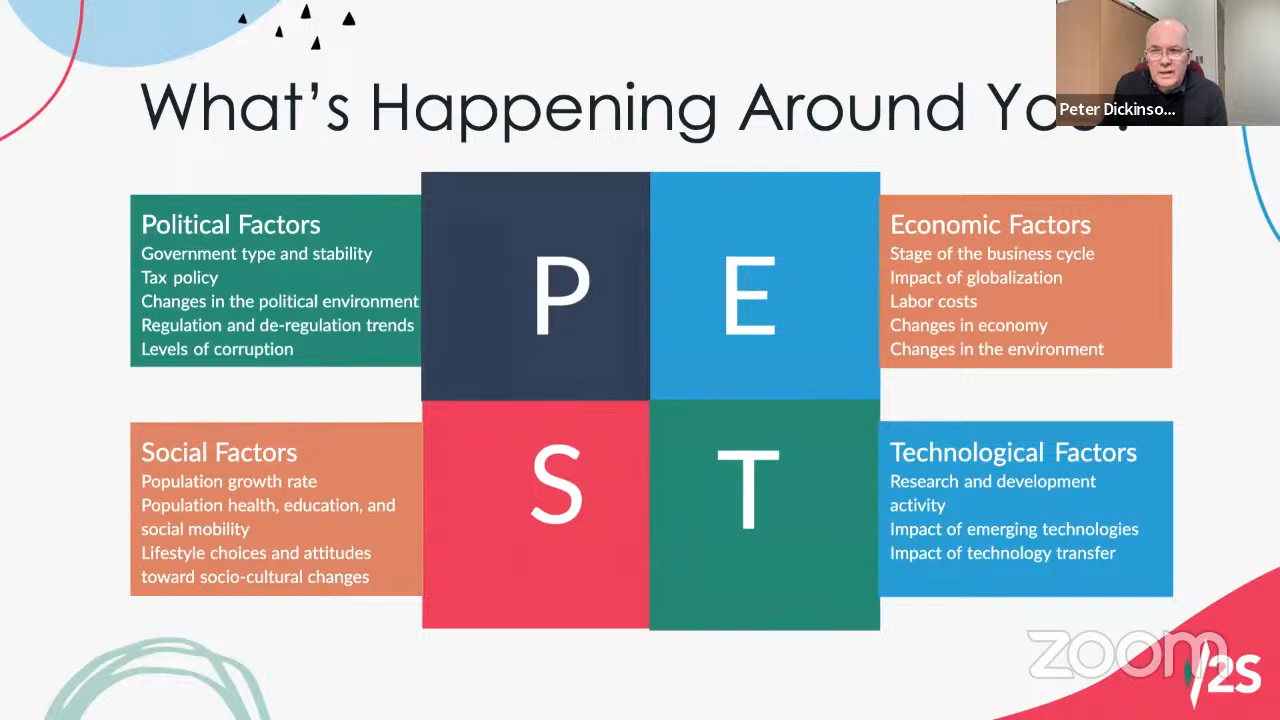 What's Happening Around
Peter Dickinso...
Political Factors
Government type and stability
Tax policy
Changes in the political environment
Regulation and de-regulation trends
Levels of corruption
P
E
Economic Factors
Stage of the business cycle
Impact of globalization
Labor costs
Changes in economy
Changes in the environment
Social Factors
Population growth rate
Population health, education, and
social mobility
Lifestyle choices and attitudes
toward socio-cultural changes
S
T
Technological Factors
Research and development
activity
Impact of emerging technologies
Impact of technology transfer
zoom
2S